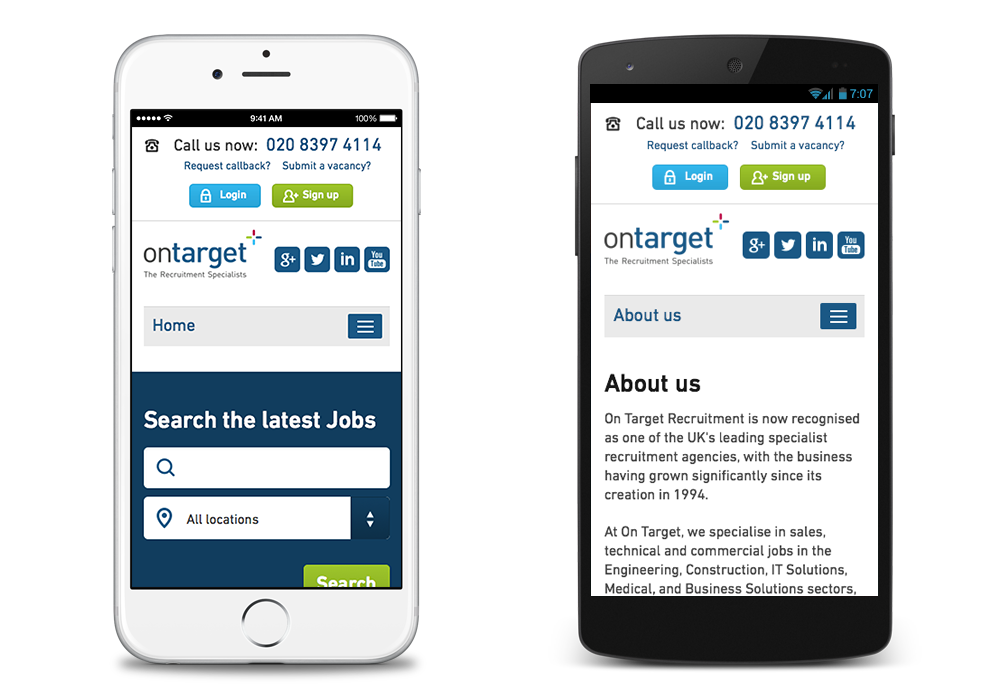 9:41 AM
100%
Call us now: 020 8397 4114
Request callback? Submit a vacancy?
Login
Sign up
ontarget
The Recruitment Specialists
g+
in
You
Tube
Home
Search the latest Jobs
All locations
Search
7:07
Call us now: 020 8397 4114
Request callback? Submit a vacancy?
Login
Sign up
ontarget
The Recruitment Specialists
g+
in
You
Tube
About us
About us
On Target Recruitment is now recognised
as one of the UK's leading specialist
recruitment agencies, with the business
having grown significantly since its
creation in 1994.
At On Target, we specialise in sales,
technical and commercial jobs in the
Engineering, Construction, IT Solutions,
Medical, and Business Solutions sectors,